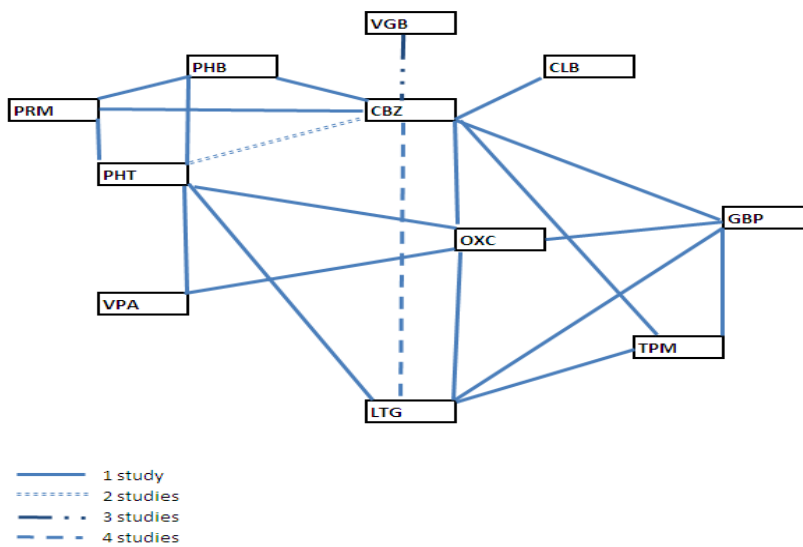 VGB
PHB
CLB
PRM
CBZ
PHT
GBP
OXC
VPA
TPM
LTG
1 study
2 studies
3 studies
4 studies